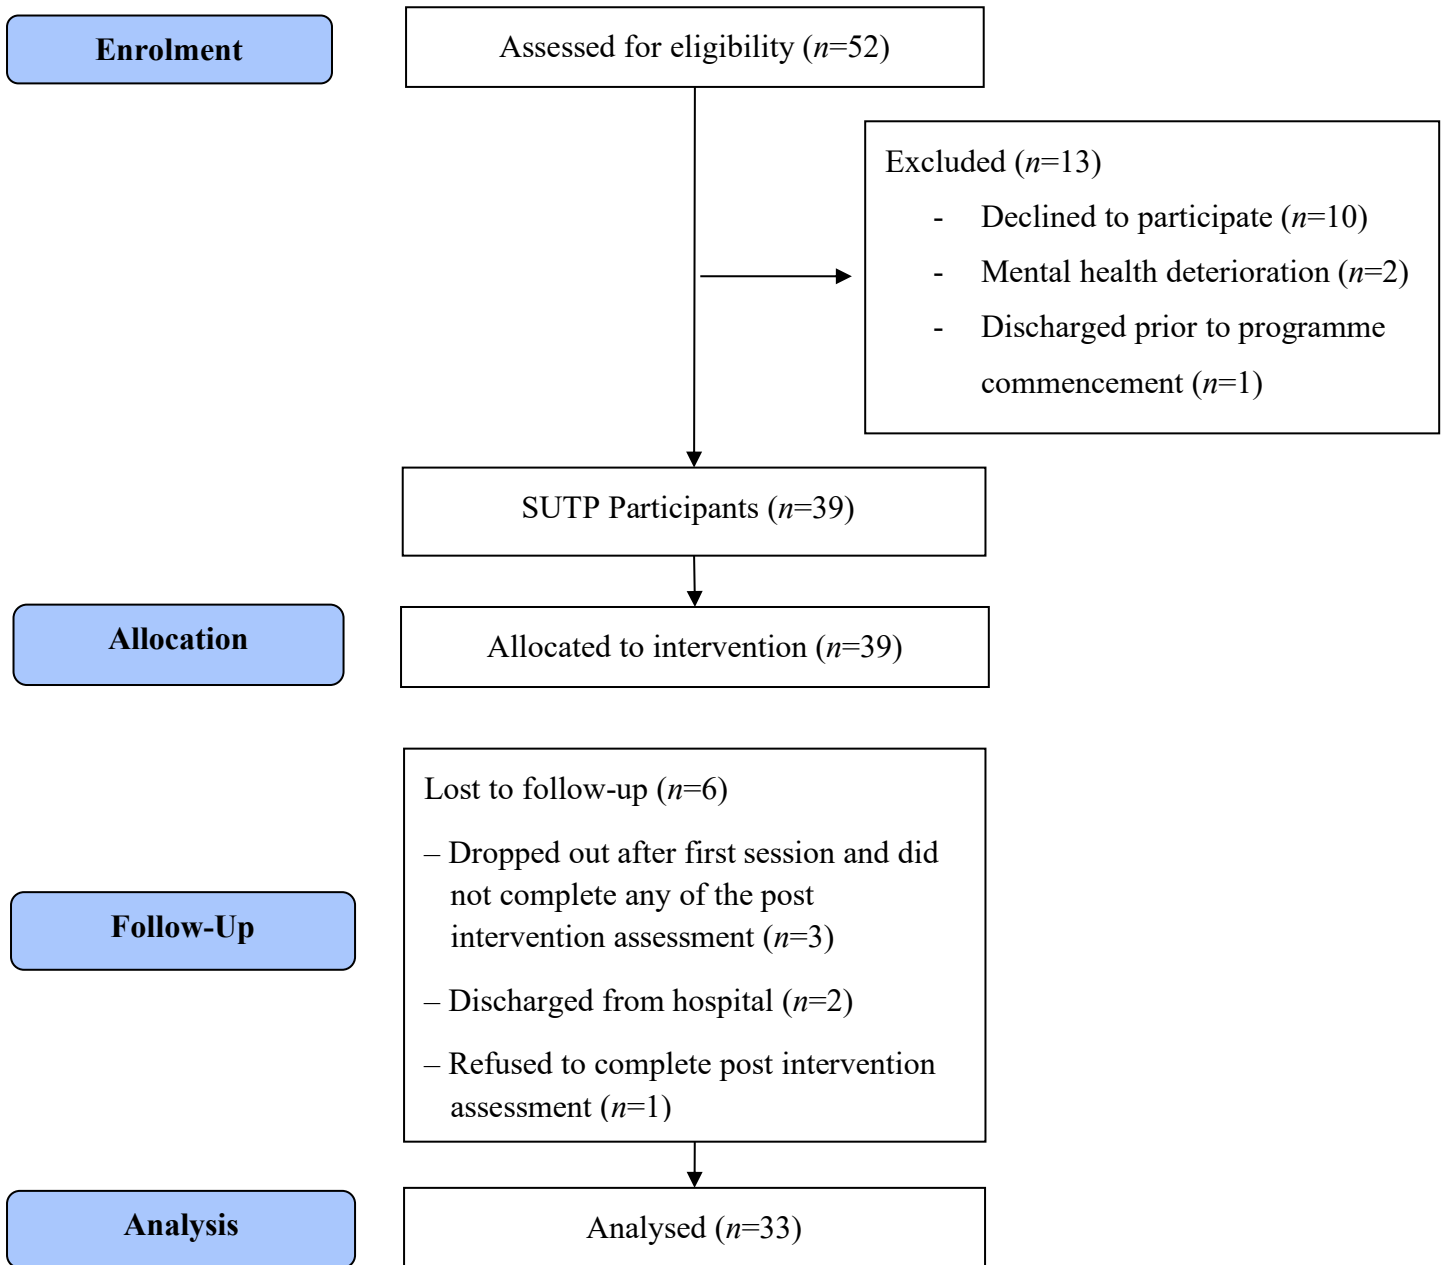 Enrolment
Assessed for eligibility (n=52)
Excluded (n=13)
- Declined to participate (n=10)
- Mental health deterioration (n=2)
- Discharged prior to programme
commencement (n=1)
SUTP Participants (n=39)
Allocation
Allocated to intervention (n=39)
Lost to follow-up (n=6)
– Dropped out after first session and did
not complete any of the post
intervention assessment (n=3)
– Discharged from hospital (n=2)
– Refused to complete post intervention
assessment (n=1)
Follow-Up
Analysis
Analysed (n=33)